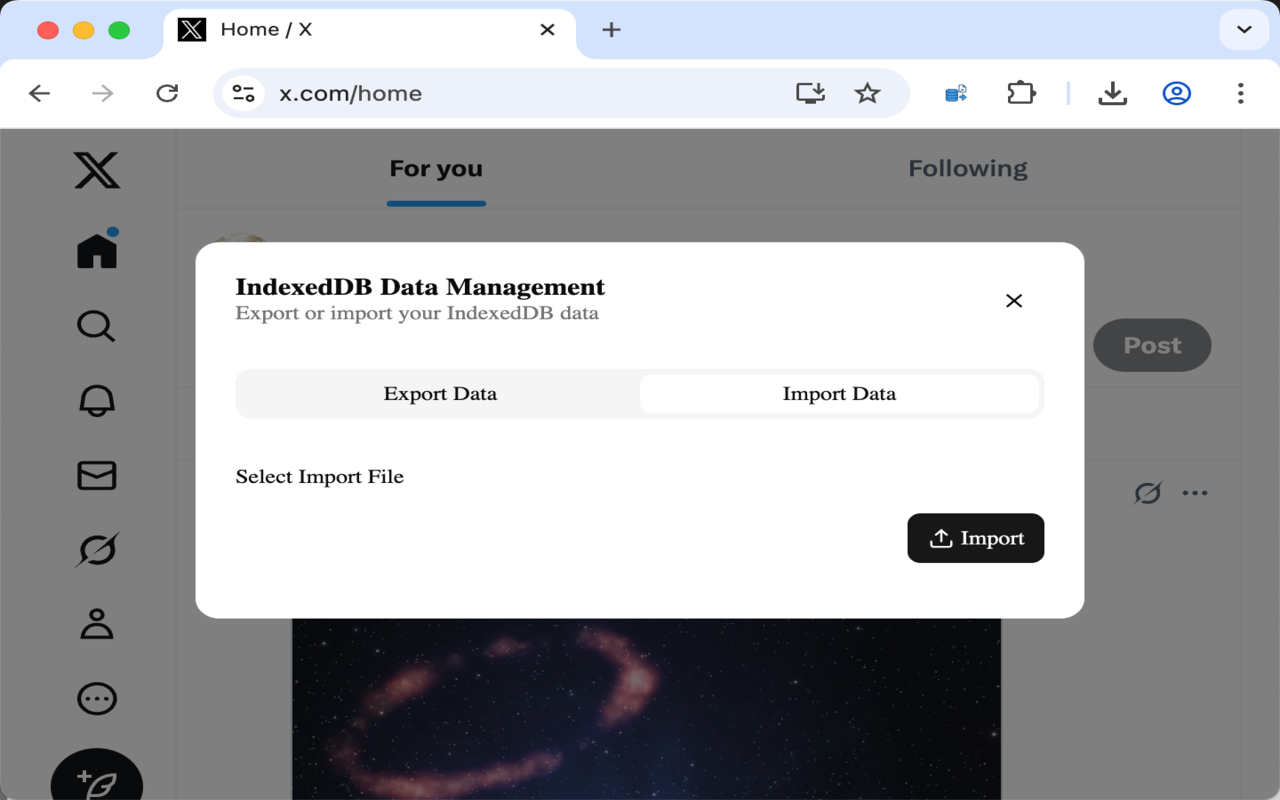 Home / X
x.com/home
For you
Following
IndexedDB Data Management
Export or import your IndexedDB data
Post
Export Data
Import Data
Select Import File
Import